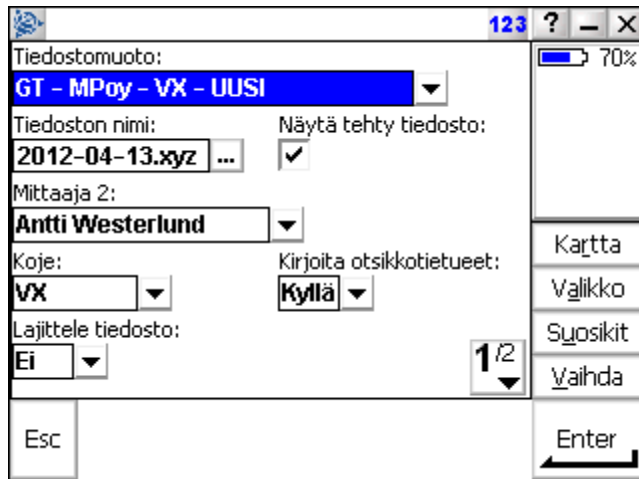 123 ? – X
Tiedostomuoto:
GT - MPoy - VX - UUSI
70%
Tiedoston nimi: Näytä tehty tiedosto:
2012-04-13.xyz ...
Mittaaja 2:
Antti Westerlund
Kartta
Koje: Kirjoita otsikkotietueet:
VX Kyllä
Valikko
Lajittele tiedosto:
Suosikit
Ei
1/2
Vaihda
Esc
Enter